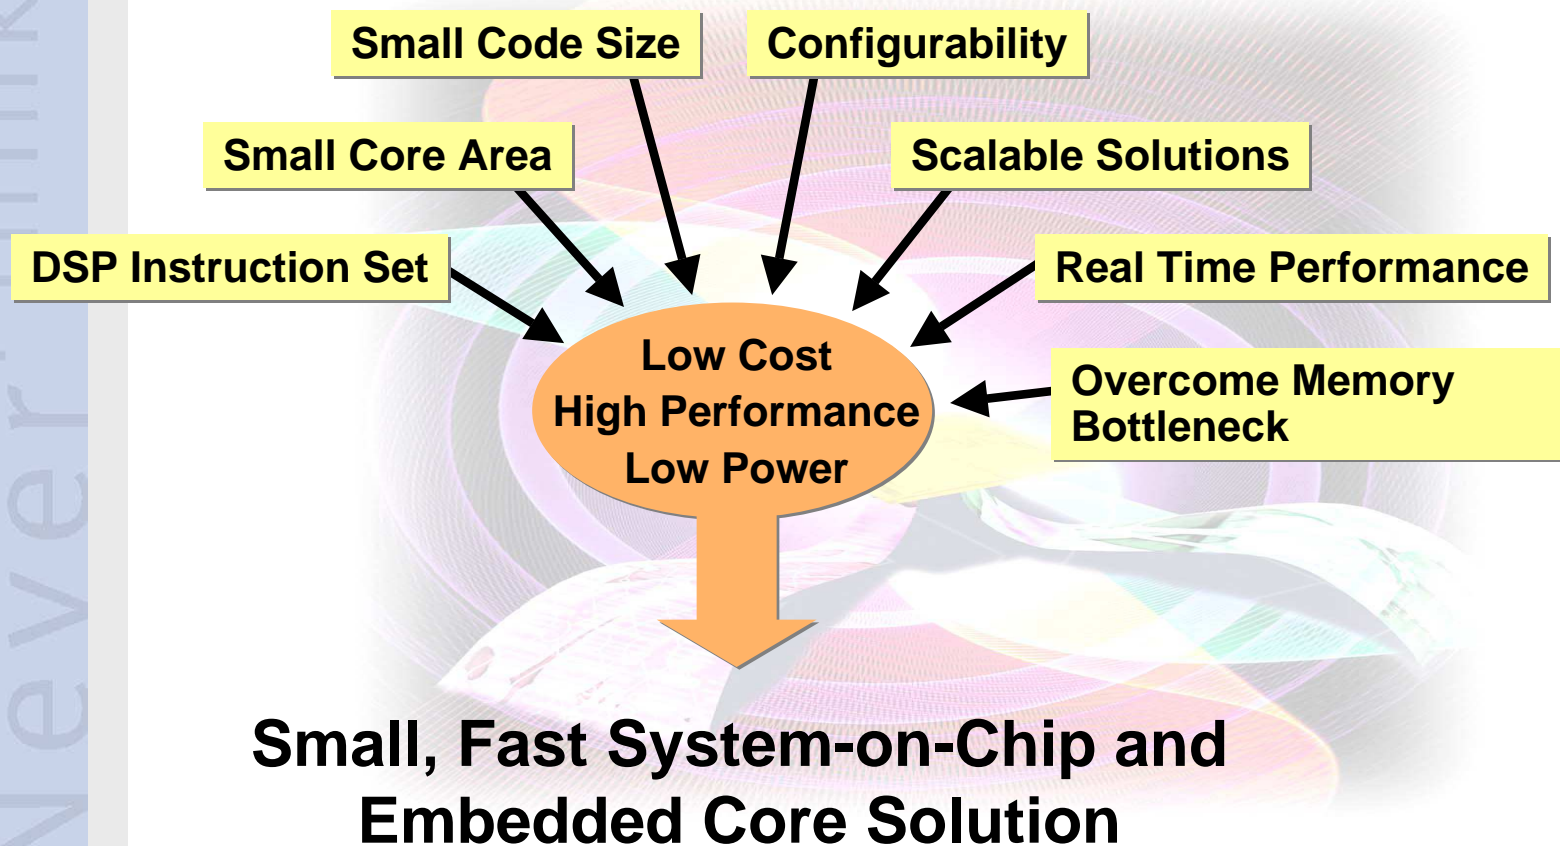 Small Code Size
Configurability
Small Core Area
Scalable Solutions
DSP Instruction Set
Real Time Performance
Low Cost
High Performance
Low Power
Overcome Memory
Bottleneck
Small, Fast System-on-Chip and
Embedded Core Solution
Never